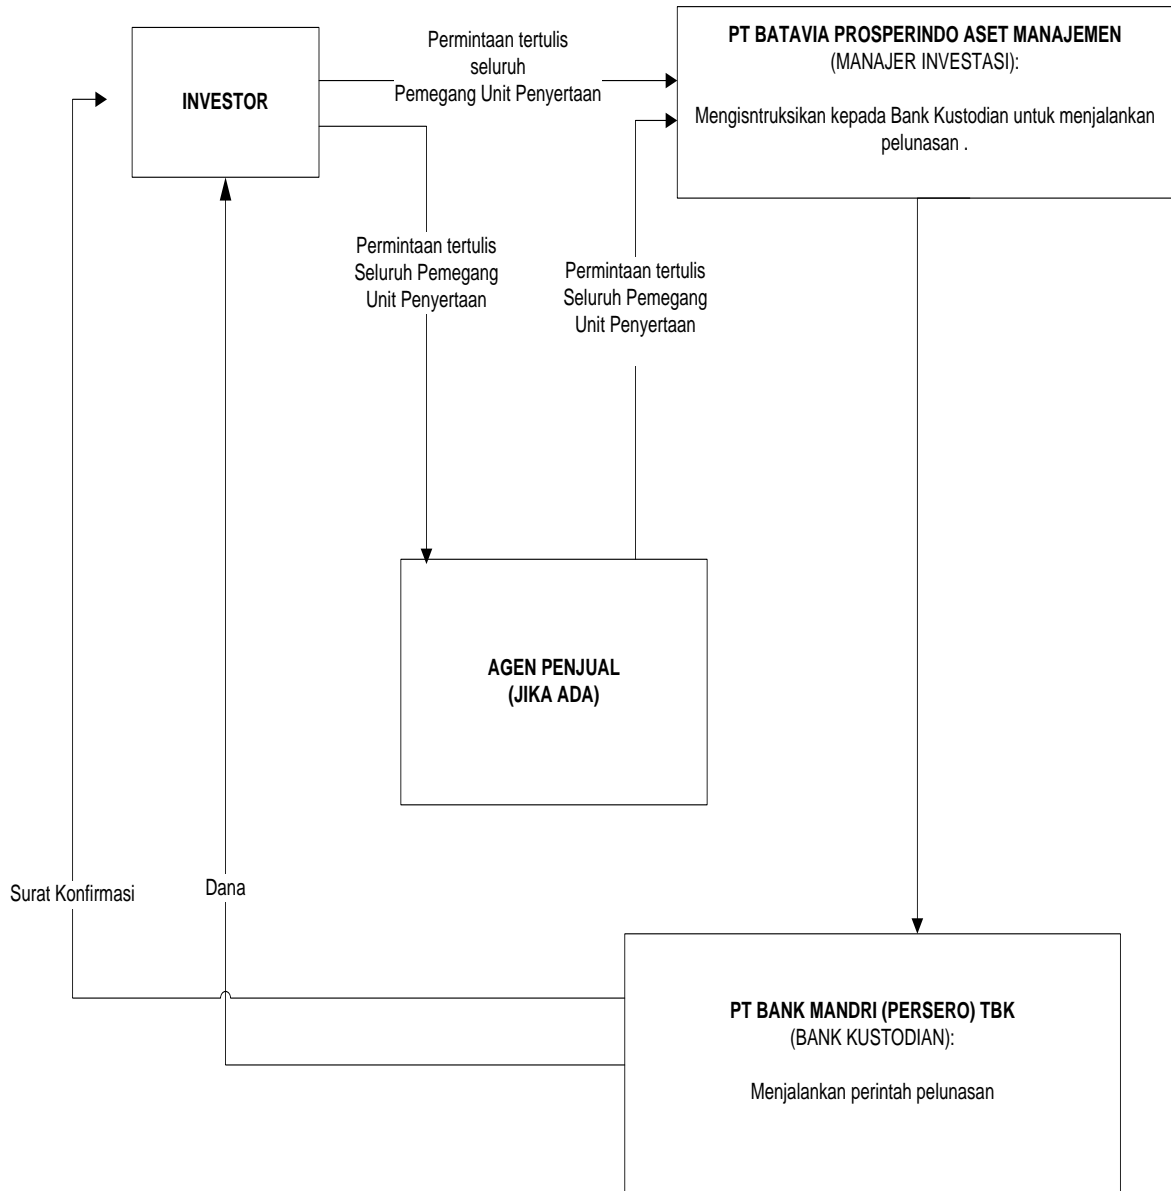 INVESTOR
Permintaan tertulis
seluruh
Pemegang Unit Penyertaan
PT BATAVIA PROSPERINDO ASET MANAJEMEN
(MANAJER INVESTASI):
Mengisntruksikan kepada Bank Kustodian untuk menjalankan
pelunasan .
Permintaan tertulis
Seluruh Pemegang
Unit Penyertaan
Permintaan tertulis
Seluruh Pemegang
Unit Penyertaan
AGEN PENJUAL
(JIKA ADA)
Surat Konfirmasi
Dana
PT BANK MANDRI (PERSERO) TBK
(BANK KUSTODIAN):
Menjalankan perintah pelunasan